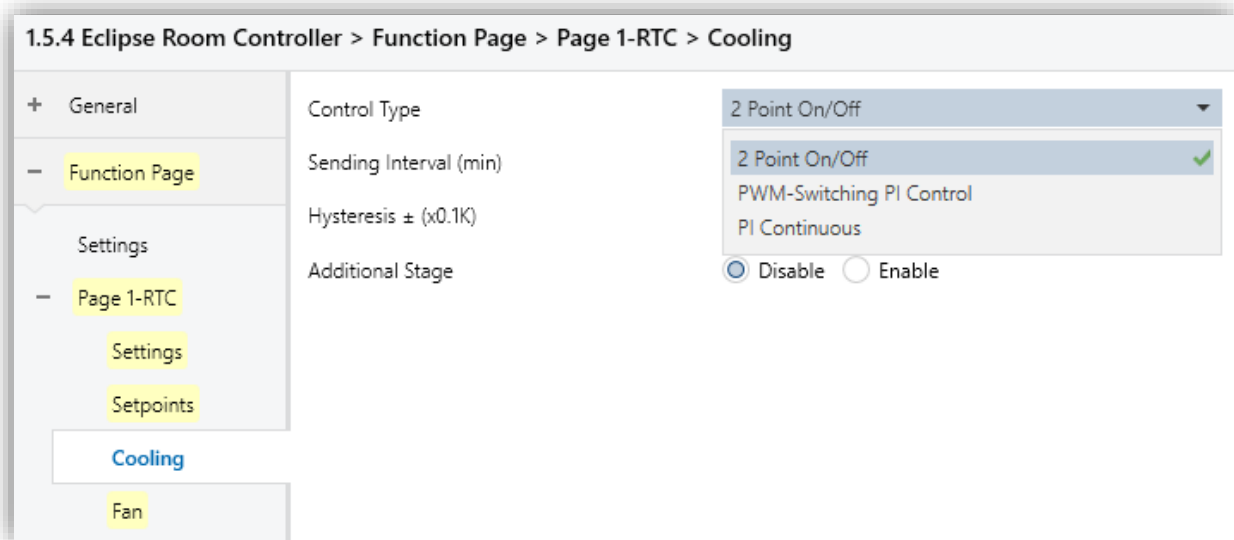 1.5.4 Eclipse Room Controller > Function Page > Page 1-RTC > Cooling
+ General
− Function Page
Settings
− Page 1-RTC
Settings
Setpoints
Cooling
Fan
Control Type
2 Point On/Off
Sending Interval (min)
2 Point On/Off
PWM-Switching PI Control
PI Continuous
Hysteresis ± (x0.1K)
Additional Stage
Disable Enable